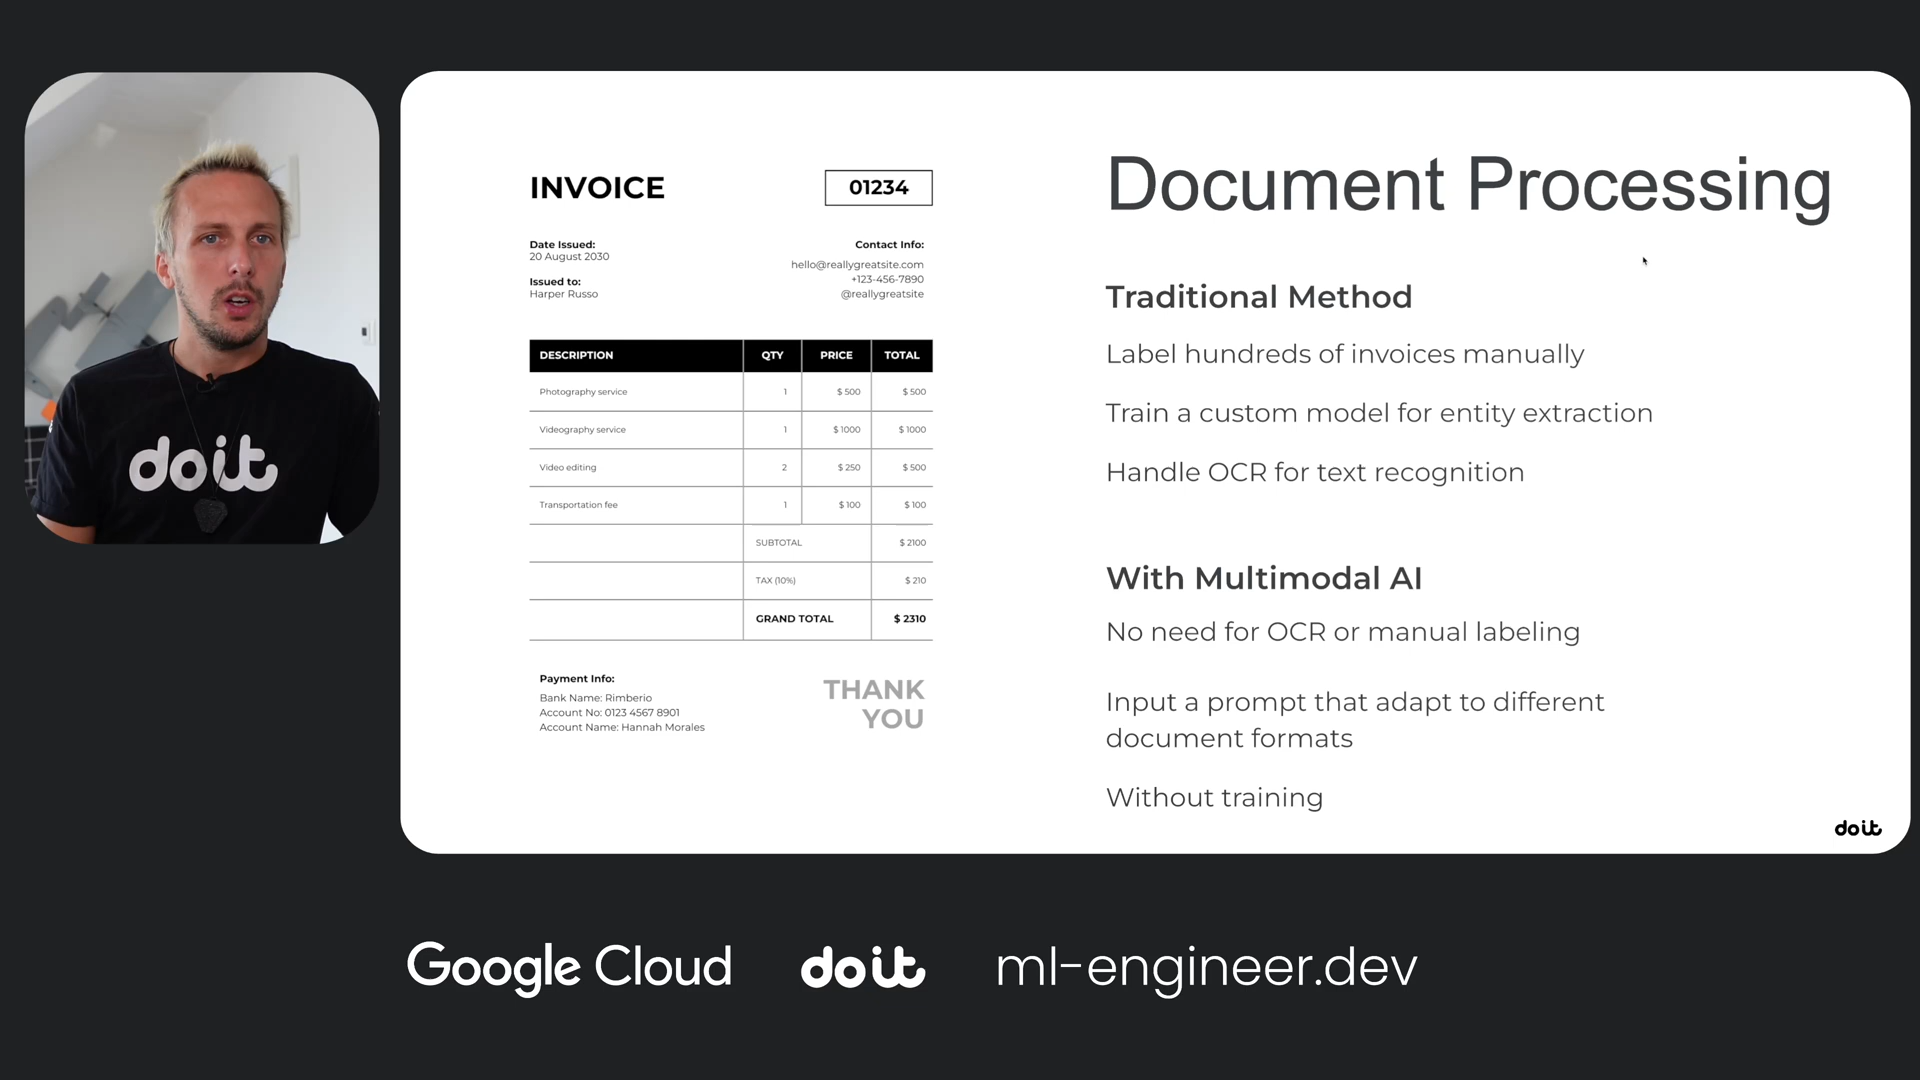 doit
INVOICE
01234
Date Issued:
20 August 2030
Issued to:
Harper Russo
Contact Info:
hello@reallygreatsite.com
+123-456-7890
@reallygreatsite
DESCRIPTION QTY PRICE TOTAL
Photography service 1 $ 500 $ 500
Videography service 1 $ 1000 $ 1000
Video editing 2 $ 250 $ 500
Transportation fee 1 $ 100 $ 100
SUBTOTAL $ 2100
TAX (10%) $ 210
GRAND TOTAL $ 2310
Payment Info:
Bank Name: Rimberio
Account No: 0123 4567 8901
Account Name: Hannah Morales
THANK
YOU
Document Processing
Traditional Method
Label hundreds of invoices manually
Train a custom model for entity extraction
Handle OCR for text recognition
With Multimodal AI
No need for OCR or manual labeling
Input a prompt that adapt to different
document formats
Without training
doit
Google Cloud doit ml-engineer.dev